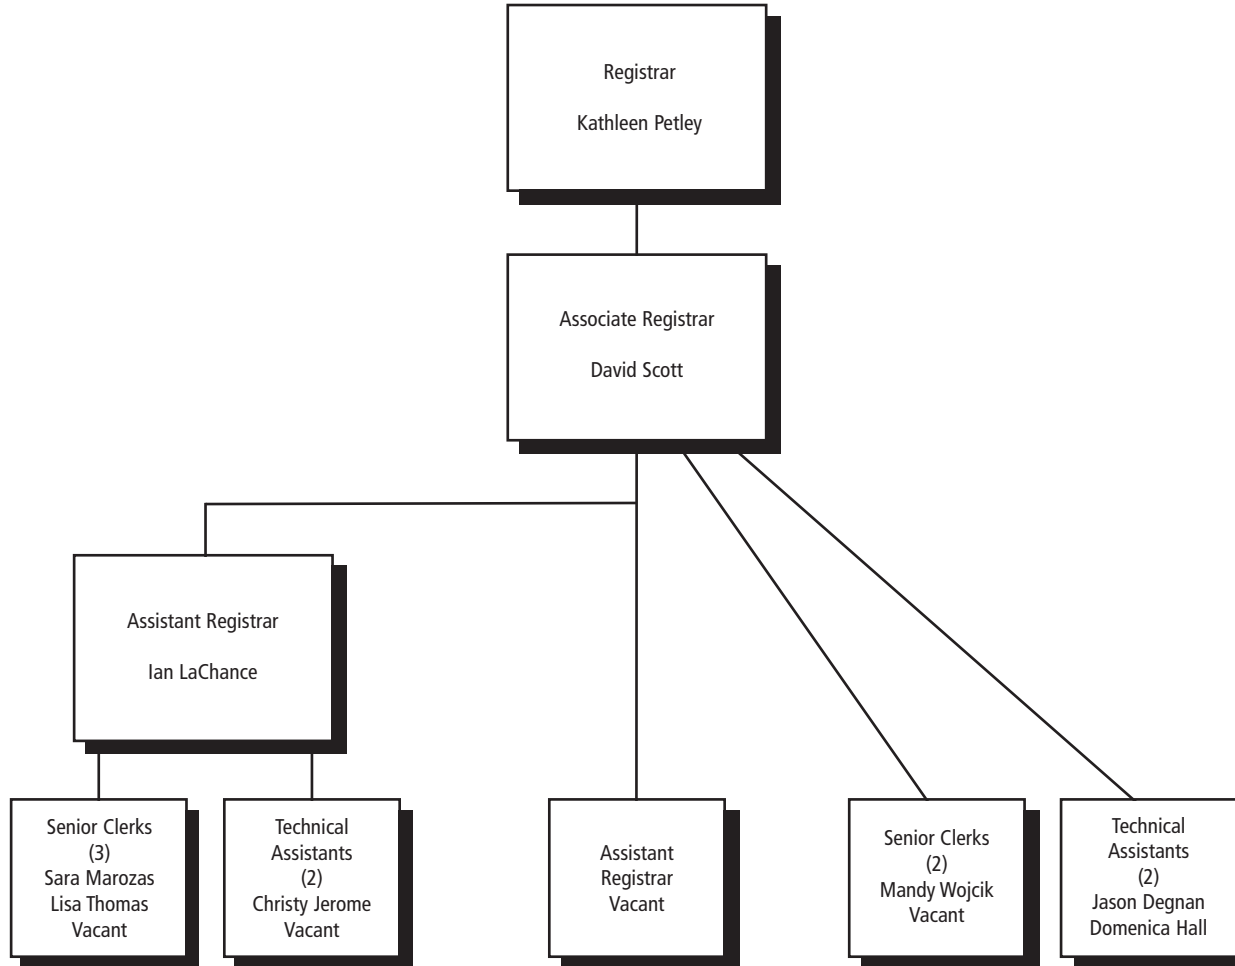 Registrar
Kathleen Petley
Associate Registrar
David Scott
Assistant Registrar
Ian LaChance
Senior Clerks
(3)
Sara Marozas
Lisa Thomas
Vacant
Technical
Assistants
(2)
Christy Jerome
Vacant
Assistant
Registrar
Vacant
Senior Clerks
(2)
Mandy Wojcik
Vacant
Technical
Assistants
(2)
Jason Degnan
Domenica Hall